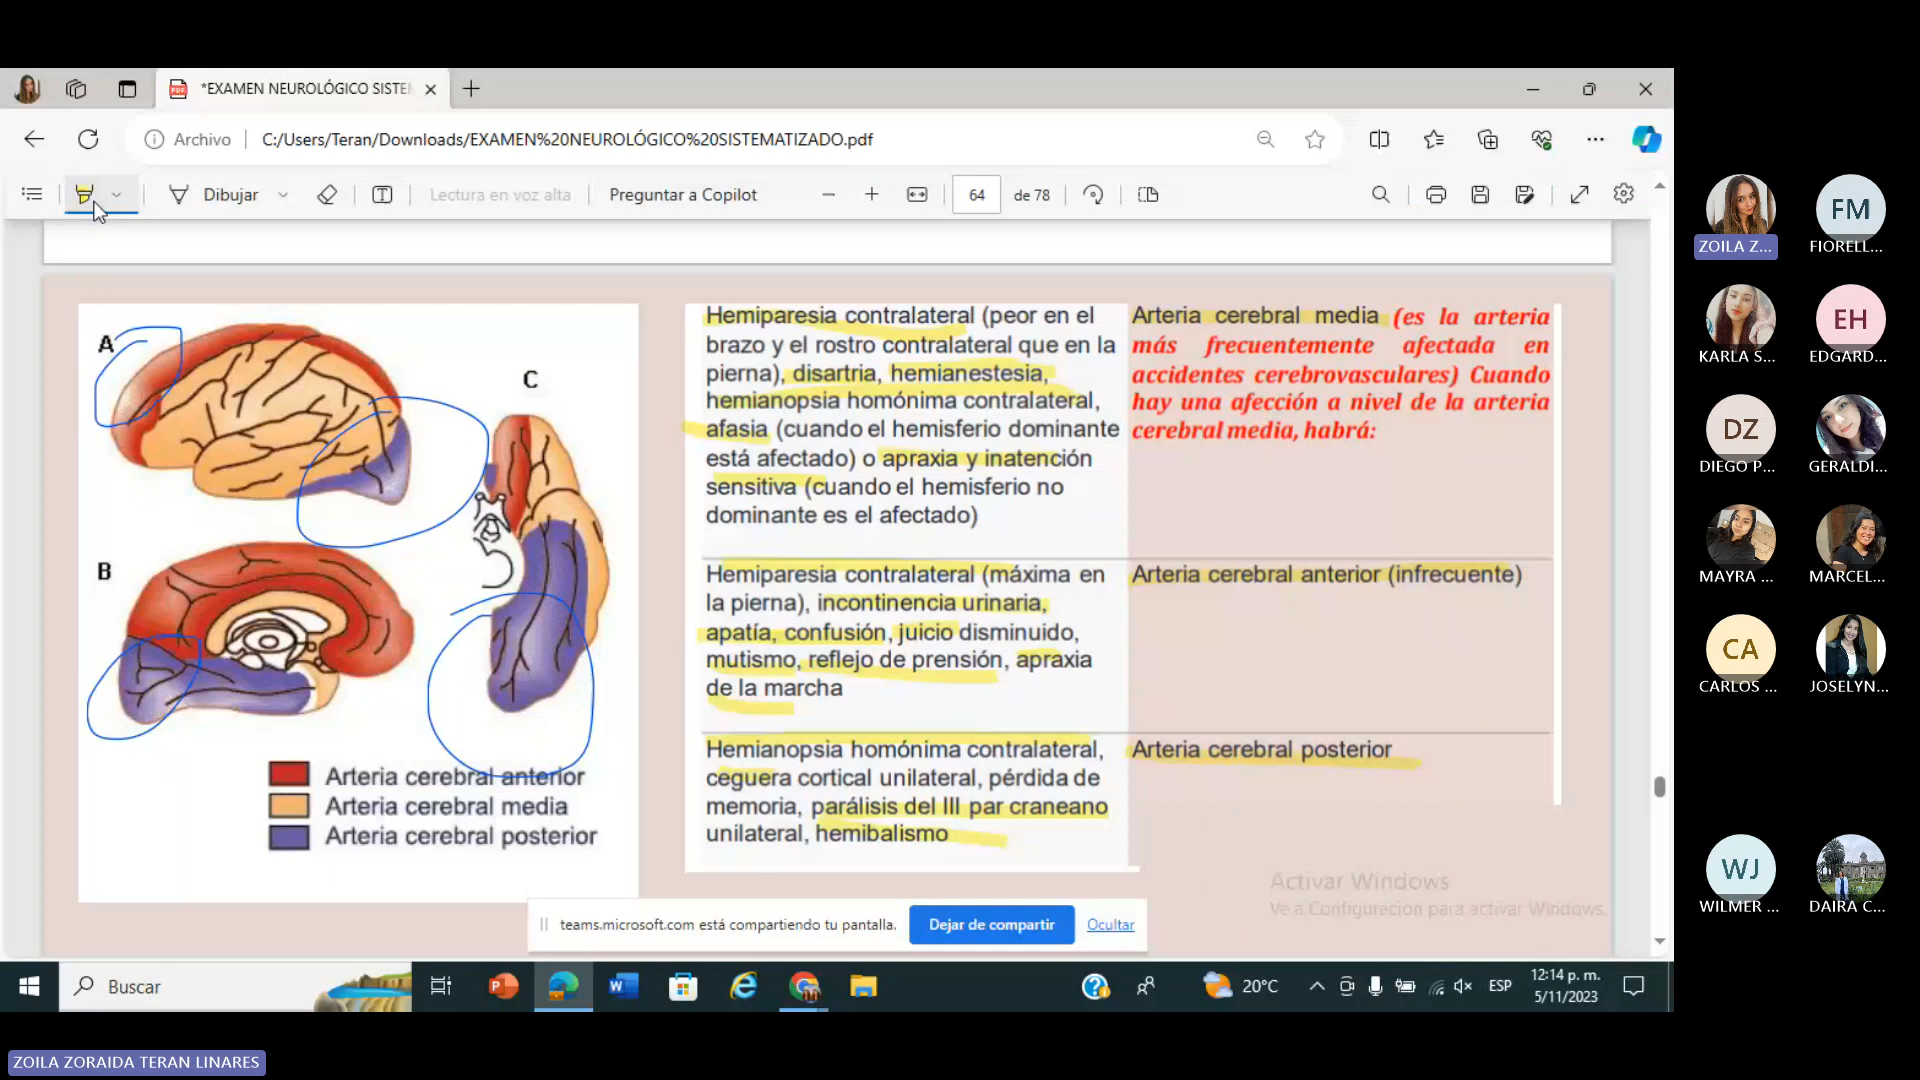 *EXAMEN NEUROLÓGICO SISTE
Archivo
C:/Users/Teran/Downloads/EXAMEN%20NEUROLÓGICO%20SISTEMATIZADO.pdf
Dibujar
Lectura en voz alta
Preguntar a Copilot
64
de 78
A
B
C
Arteria cerebral anterior
Arteria cerebral media
Arteria cerebral posterior
Hemiparesia contralateral (peor en el
brazo y el rostro contralateral que en la
pierna), disartria, hemianestesia,
hemianopsia homónima contralateral,
afasia (cuando el hemisferio dominante
está afectado) o apraxia y inatención
sensitiva (cuando el hemisferio no
dominante es el afectado)
Arteria cerebral media (es la arteria
más frecuentemente afectada en
accidentes cerebrovasculares) Cuando
hay una afección a nivel de la arteria
cerebral media, habrá:
Hemiparesia contralateral (máxima en
la pierna), incontinencia urinaria,
apatía, confusión, juicio disminuido,
mutismo, reflejo de prensión, apraxia
de la marcha
Arteria cerebral anterior (infrecuente)
Hemianopsia homónima contralateral,
ceguera cortical unilateral, pérdida de
memoria, parálisis del III par craneano
unilateral, hemibalismo
Arteria cerebral posterior
Activar Windows
Ve a Configuración para activar Windows.
teams.microsoft.com está compartiendo tu pantalla.
Dejar de compartir
Ocultar
Buscar
20°C
ESP
12:14 p. m.
5/11/2023
ZOILA Z...
FM
FIORELL...
KARLA S...
EH
EDGARD...
DZ
DIEGO P...
GERALDI...
MAYRA ...
MARCEL...
CA
CARLOS ...
JOSELYN...
WJ
WILMER ...
DAIRA C...
ZOILA ZORAIDA TERAN LINARES